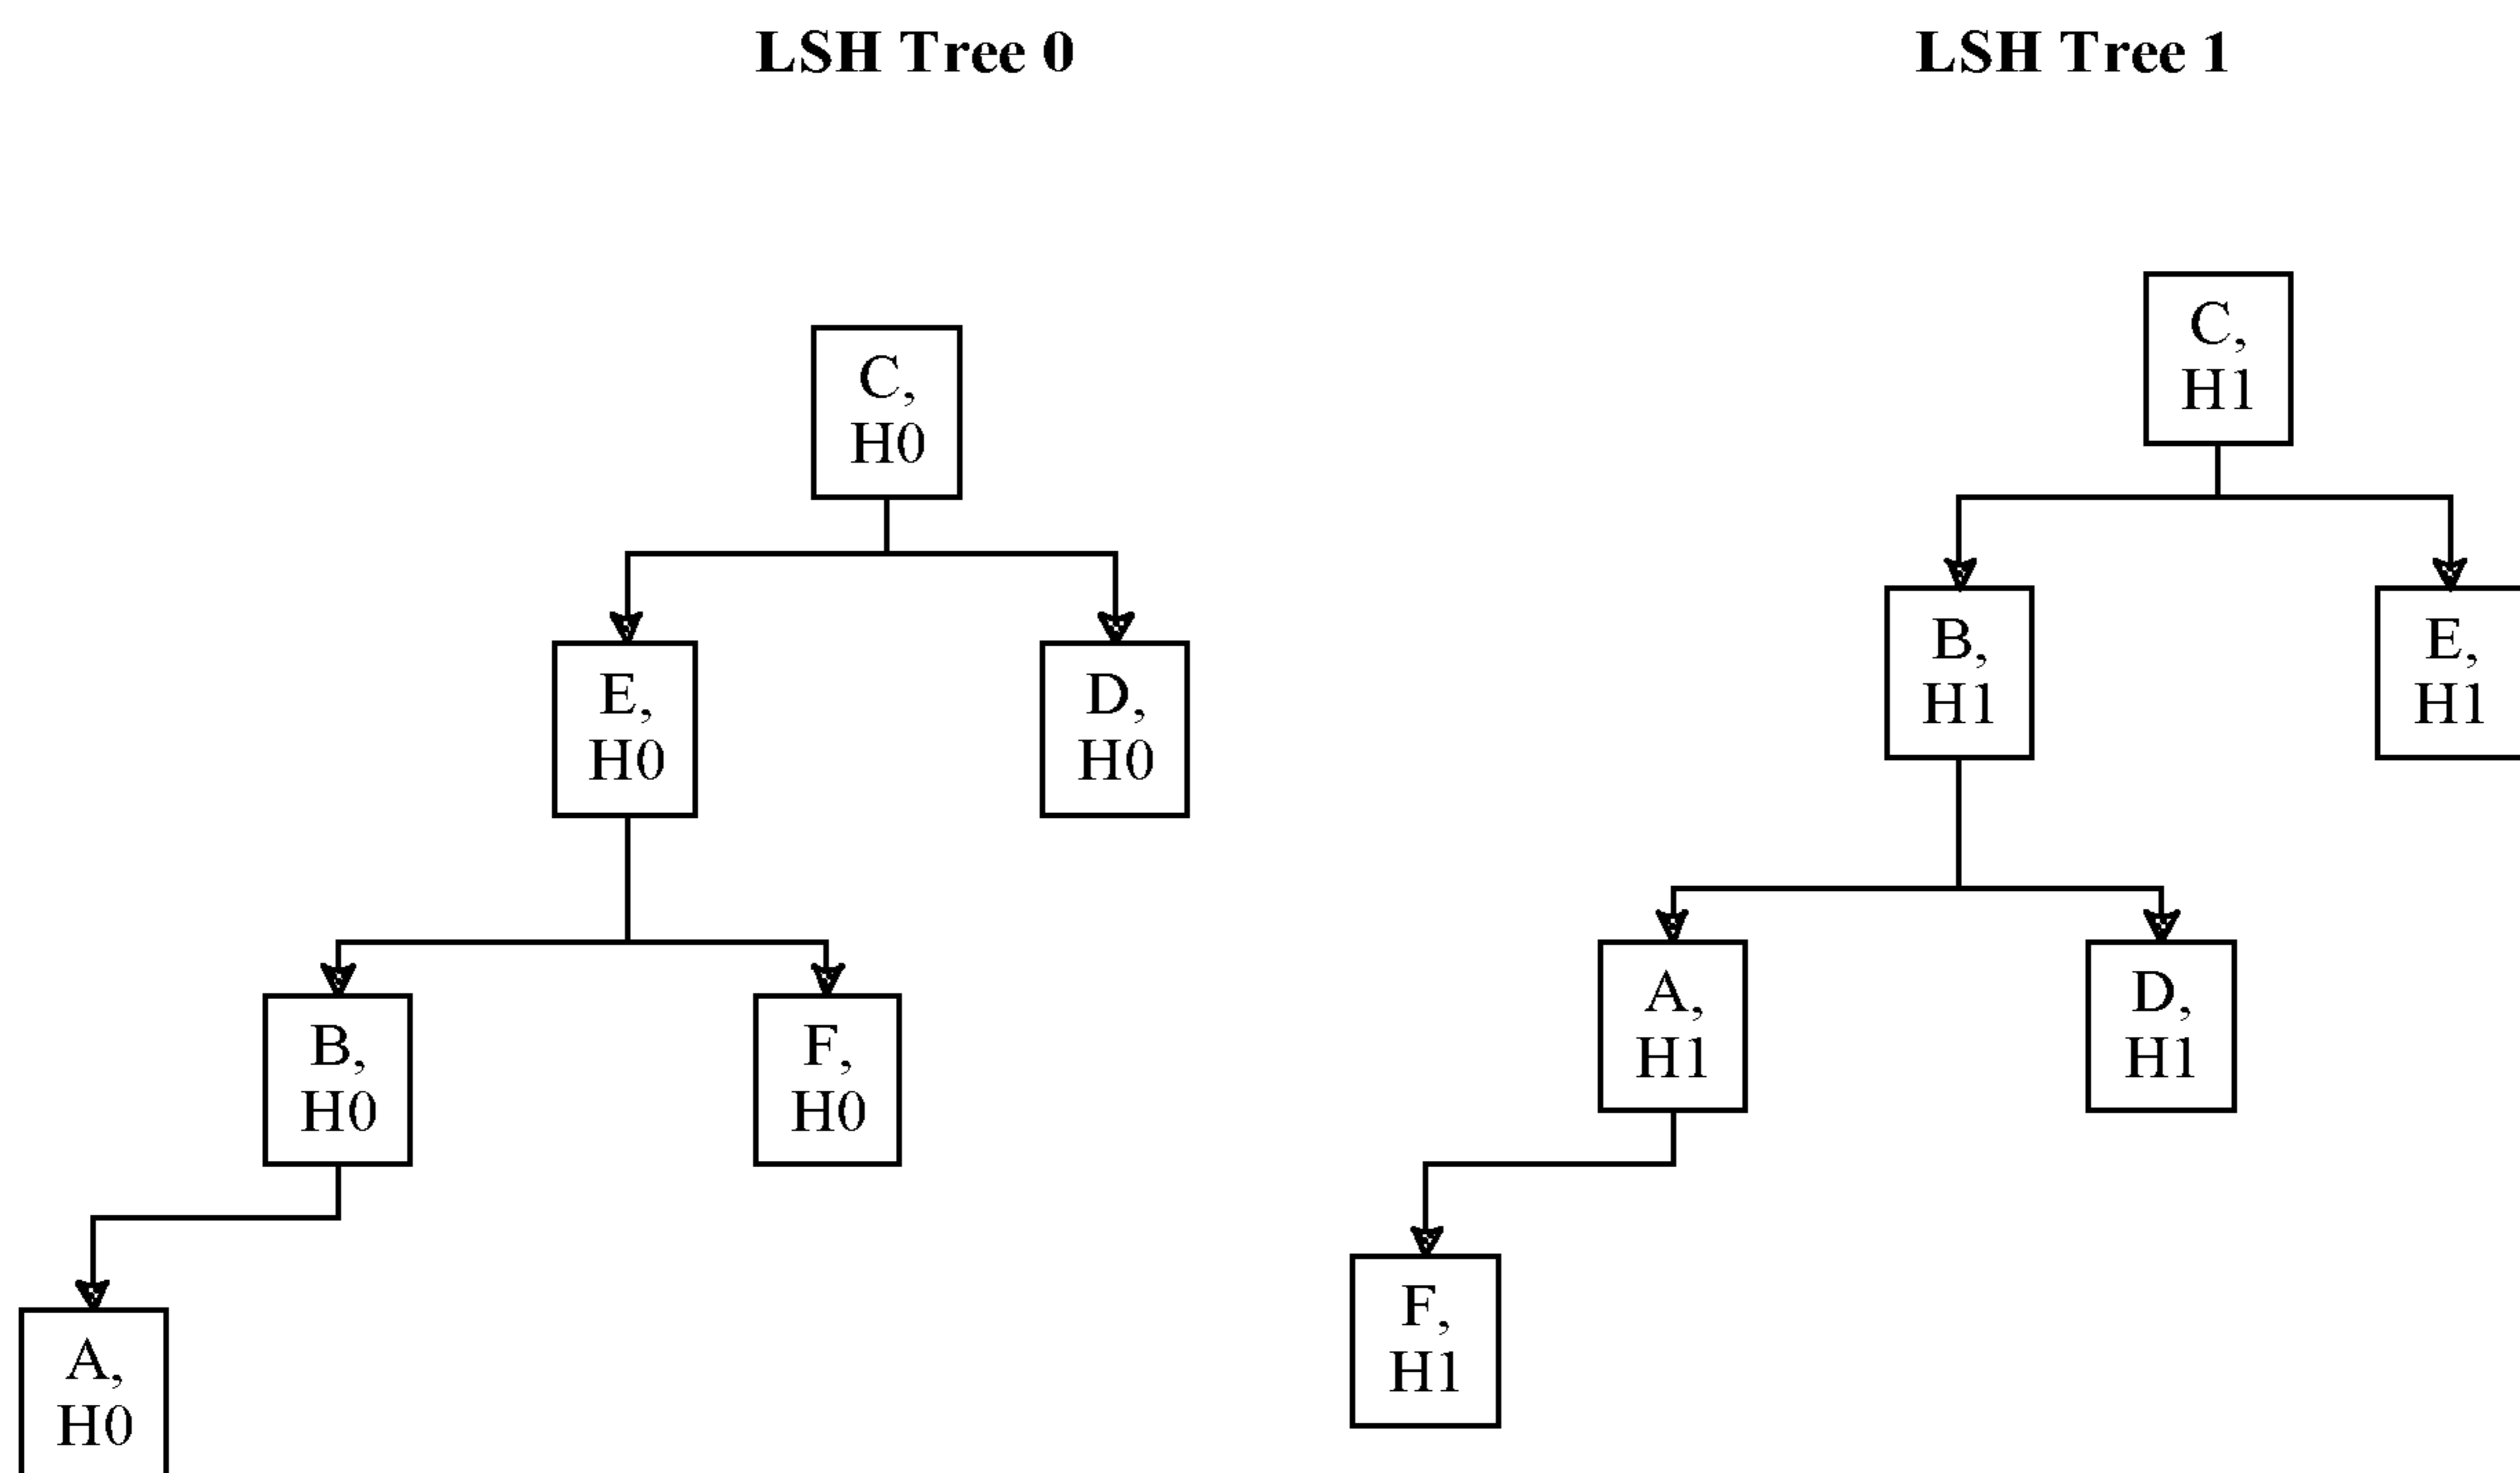 LSH Tree 0
LSH Tree 1
C,
H0
E,
H0
D,
H0
B,
H0
F,
H0
A,
H0
C,
H1
B,
H1
E,
H1
A,
H1
D,
H1
F,
H1